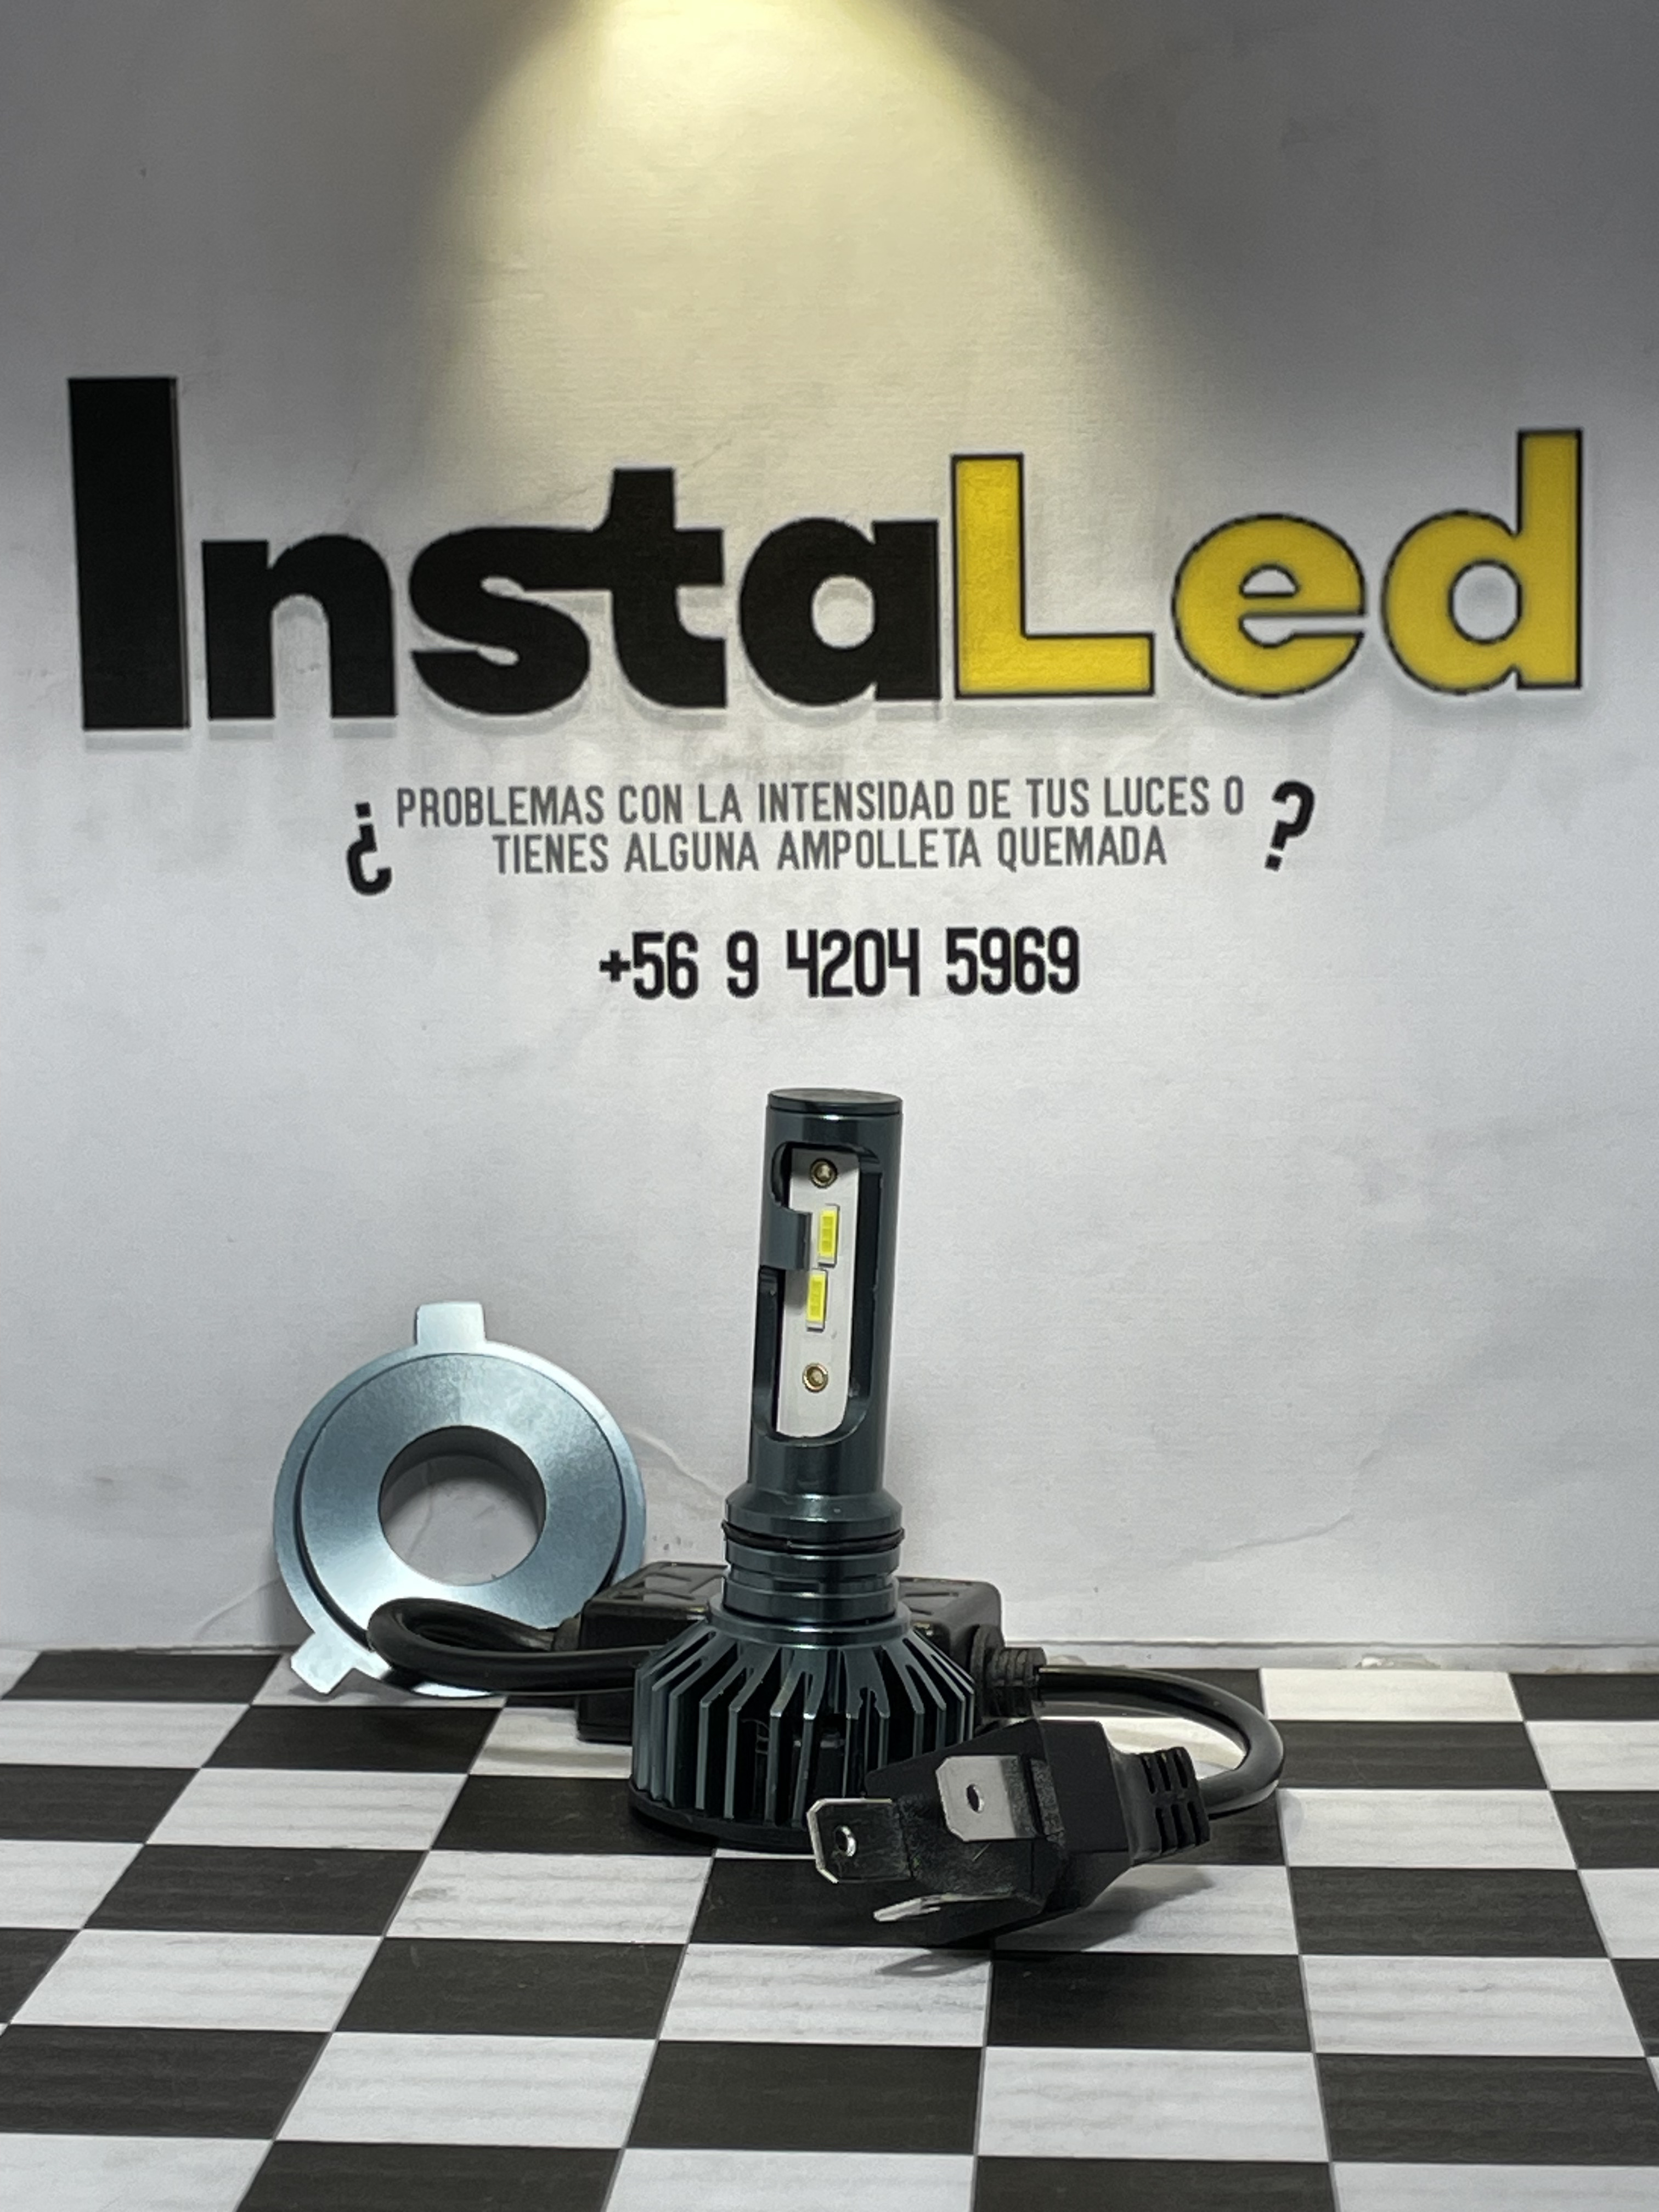 InstaLed
¿ PROBLEMAS CON LA INTENSIDAD DE TUS LUCES O
TIENES ALGUNA AMPOLLETA QUEMADA ?
+56 9 4204 5969